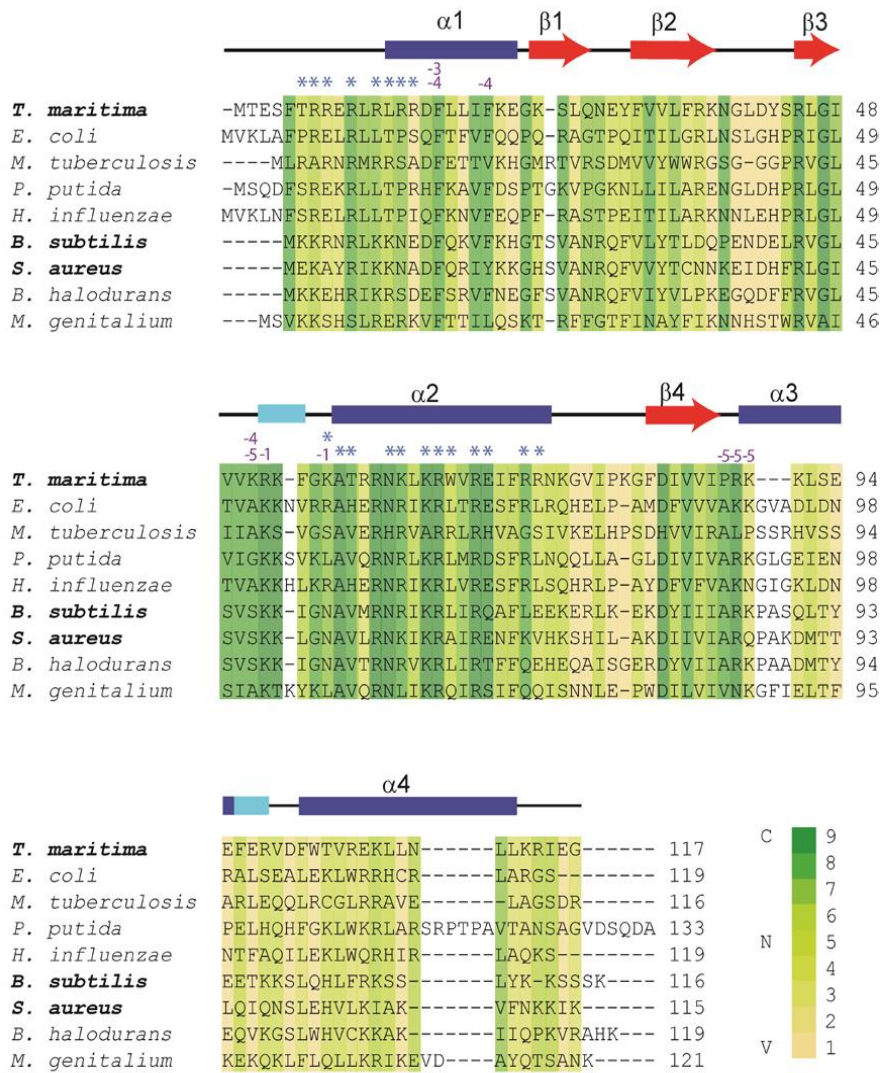 α1 β1 β2 β3
-3
*** * **** -4 -4
T. maritima -MTESFTRRERLRLRRDFLLIFKEGK-SLQNEYFVVLFRKNGLDYSRLGI 48
E. coli MVKLAFPRELRLLTPSQFTFVFQQPQ-RAGTPQITILGRLNSLGHPRIGL 49
M. tuberculosis ----MLRARNRMRRSADFETTVKHGMRTVRSDMVVYWWRGSG-GGPRVGL 45
P. putida -MSQDFSREKRLLTPRHFKAVFDSPTGKVPGKNLLILARENGLDHPRLGL 49
H. influenzae MVKLNFSRELRLLTPIQFKNVFEQPF-RASTPEITILARKNNLEHPRLGL 49
B. subtilis -----MKKRNRLKKNEDFQKVFKHGTSVANRQFVLYTLDQPENDELRVGL 45
S. aureus -----MEKAYRIKKNADFQRIYKKGHSVANRQFVVYTCNNKEIDHFRLGI 45
B. halodurans -----MKKEHRIKRSDEFSRVFNEGFSVANRQFVIYVLPKEGQDFFRVGL 45
M. genitalium ---MSVKKSHSLRERKVFTTILQSKT-RFFGTFINAYFIKNNHSTWRVAI 46
α2 β4 α3
-4 *
-5 -1 -1 ** ** *** ** ** -5-5-5
T. maritima VVKRK-FGKATRRNKLKRWVREIFRRNKGVIPKGFDIVVIPRK---KLSE 94
E. coli TVAKKNVRRAHERNRIKRLTRESFRLRQHELP-AMDFVVVAKKGVADLDN 98
M. tuberculosis IIAKS-VGSAVERHRVARRLRHVAGSIVKELHPSDHVVIRALPSSRHVSS 94
P. putida VIGKKSVKLAVQRNRLKRLMRDSFRLNQQLLA-GLDIVIVARKGLGEIEN 98
H. influenzae TVAKKHLKRAHERNRIKRLVRESFRLSQHRLP-AYDFVFVAKNGIGKLDN 98
B. subtilis SVSKK-IGNAVMRNRIKRLIRQAFLEEKERLK-EKDYIIIARKPASQLTY 93
S. aureus SVSKK-LGNAVLRNKIKRAIRENFKVHKSHIL-AKDIIVIARQPAKDMTT 93
B. halodurans SVSKK-IGNAVTRNRVKRLIRTFFQEHEQAISGERDYVIIARKPAADMTY 94
M. genitalium SIAKTKYKLAVQRNLIKRQIRSIFQQISNNLE-PWDILVIVNKGFIELTF 95
α4
T. maritima EFERVDFWTVREKLLN------LLKRIEG------ 117
E. coli RALSEALEKLWRRHCR------LARGS-------- 119
M. tuberculosis ARLEQQLRCGLRRAVE------LAGSDR------- 116
P. putida PELHQHFGKLWKRLARSRPTPAVTANSAGVDSQDA 133
H. influenzae NTFAQILEKLWQRHIR------LAQKS-------- 119
B. subtilis EETKKSLQHLFRKSS-------LYK-KSSSK---- 116
S. aureus LQIQNSLEHVLKIAK-------VFNKKIK------ 115
B. halodurans EQVKGSLWHVCKKAK-------IIQPKVRAHK--- 119
M. genitalium KEKQKLFLQLLKRIKEVD----AYQTSANK----- 121
C 9
8
7
6
N 5
4
3
2
V 1